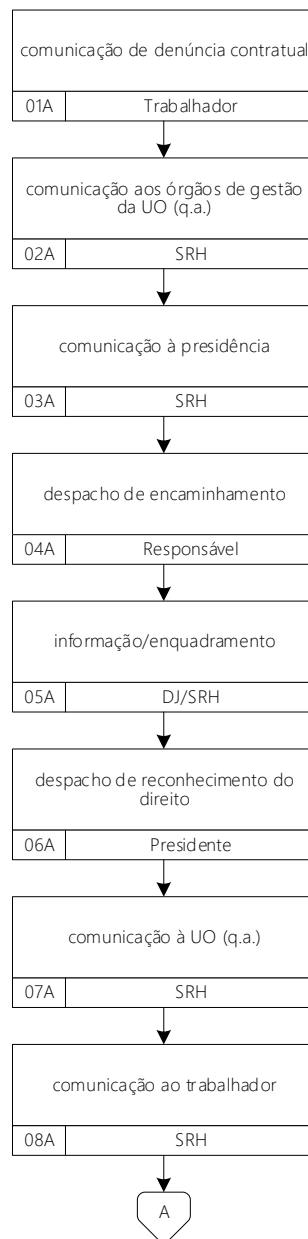 comunicação de denúncia contratual
01A Trabalhador
comunicação aos órgãos de gestão
da UO (q.a.)
02A SRH
comunicação à presidência
03A SRH
despacho de encaminhamento
04A Responsável
informação/enquadramento
05A DJ/SRH
despacho de reconhecimento do
direito
06A Presidente
comunicação à UO (q.a.)
07A SRH
comunicação ao trabalhador
08A SRH
A